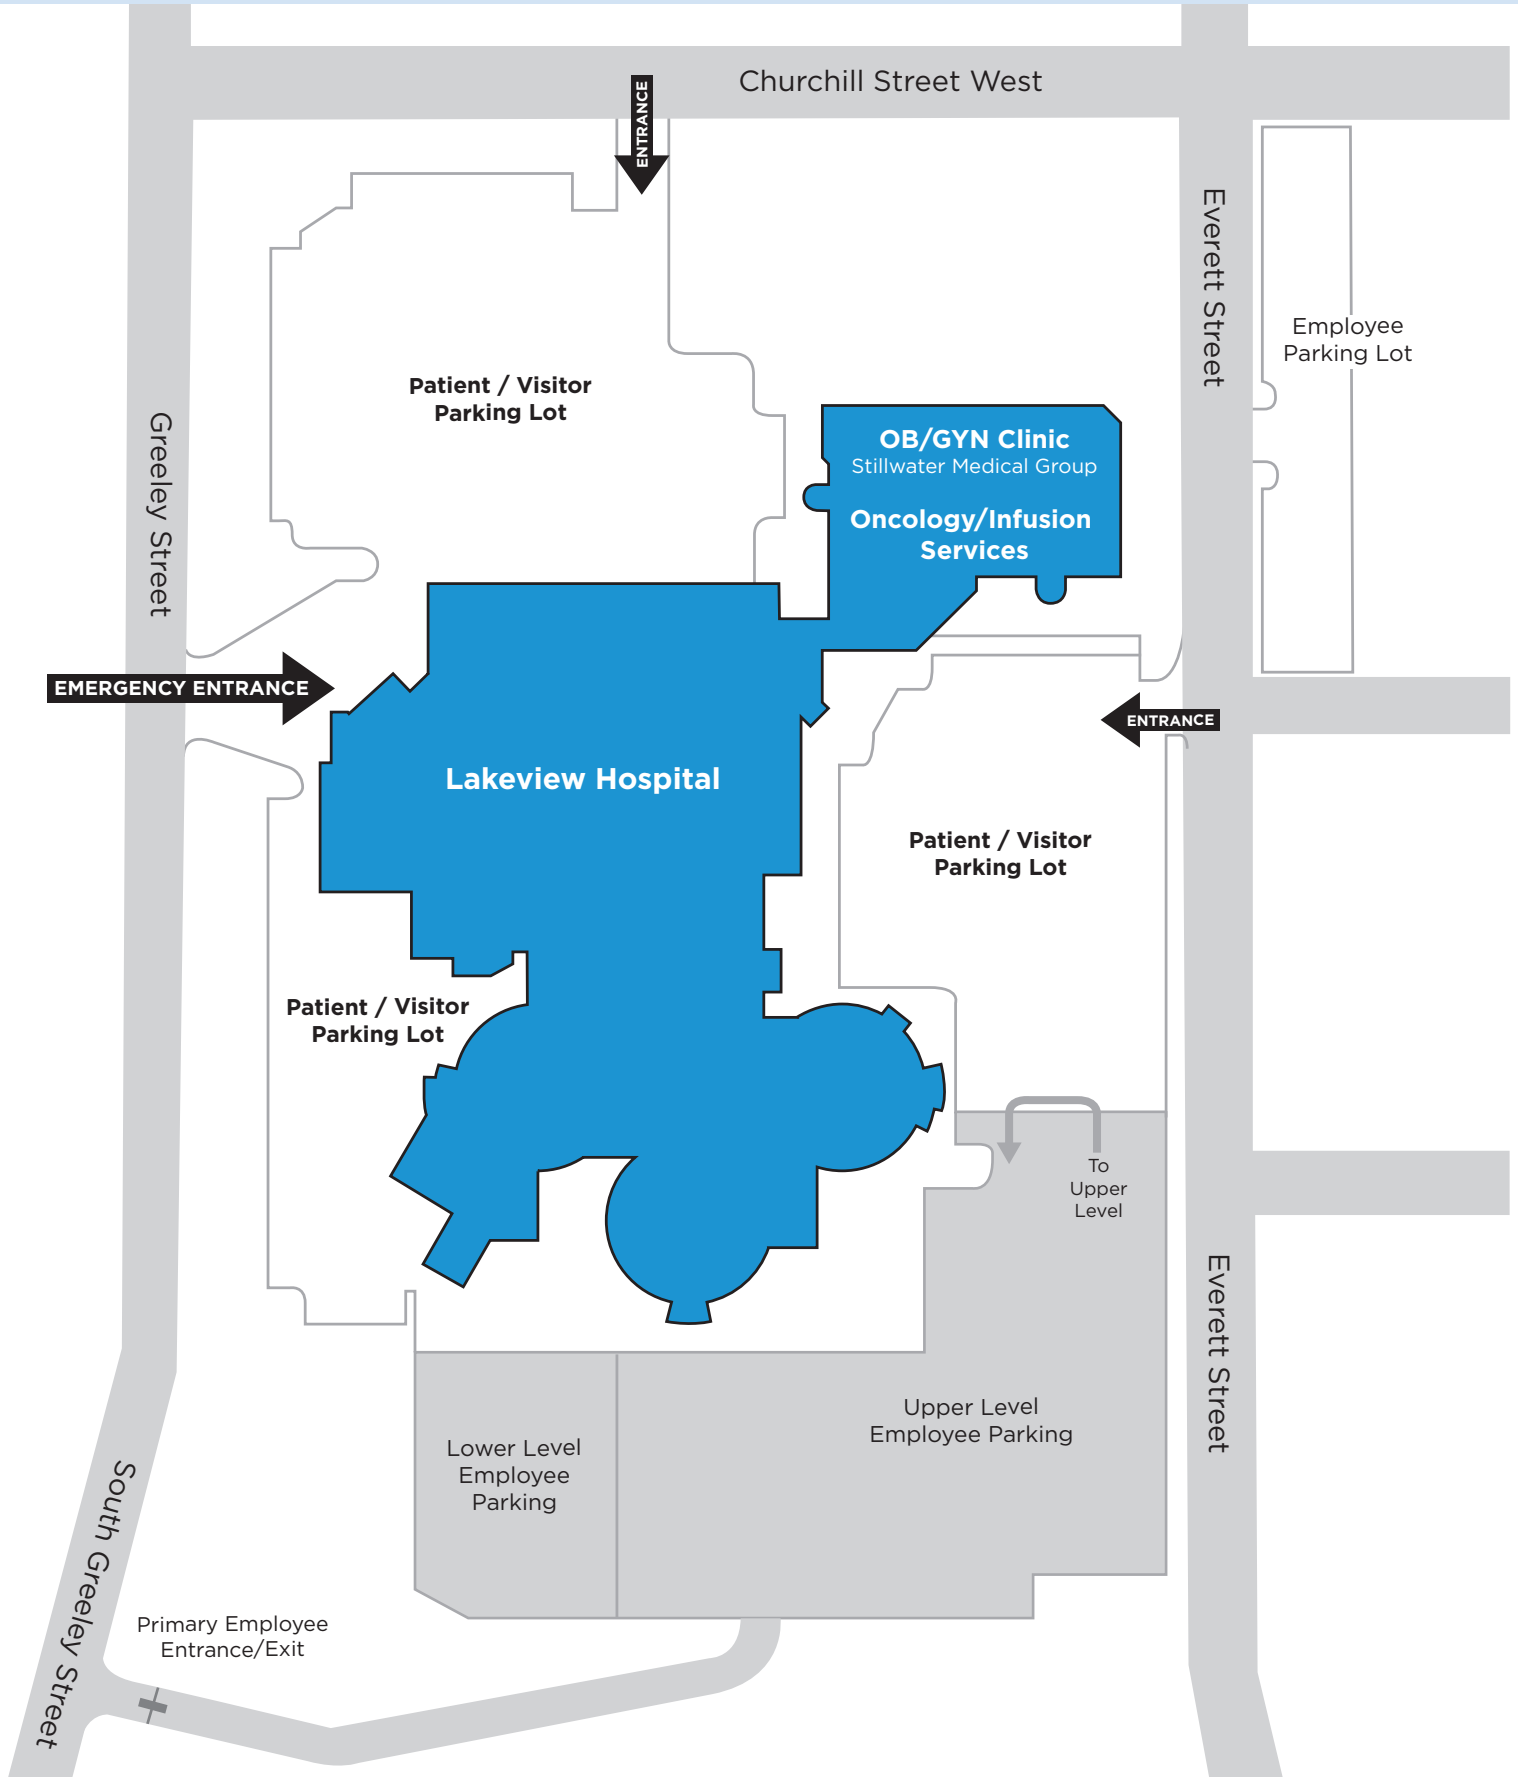 Churchill Street West
ENTRANCE
Everett Street
Employee
Parking Lot
Patient / Visitor
Parking Lot
Greeley Street
OB/GYN Clinic
Stillwater Medical Group
Oncology/Infusion
Services
EMERGENCY ENTRANCE
ENTRANCE
Lakeview Hospital
Patient / Visitor
Parking Lot
Patient / Visitor
Parking Lot
To
Upper
Level
Everett Street
Upper Level
Employee Parking
Lower Level
Employee
Parking
South Greeley Street
Primary Employee
Entrance/Exit